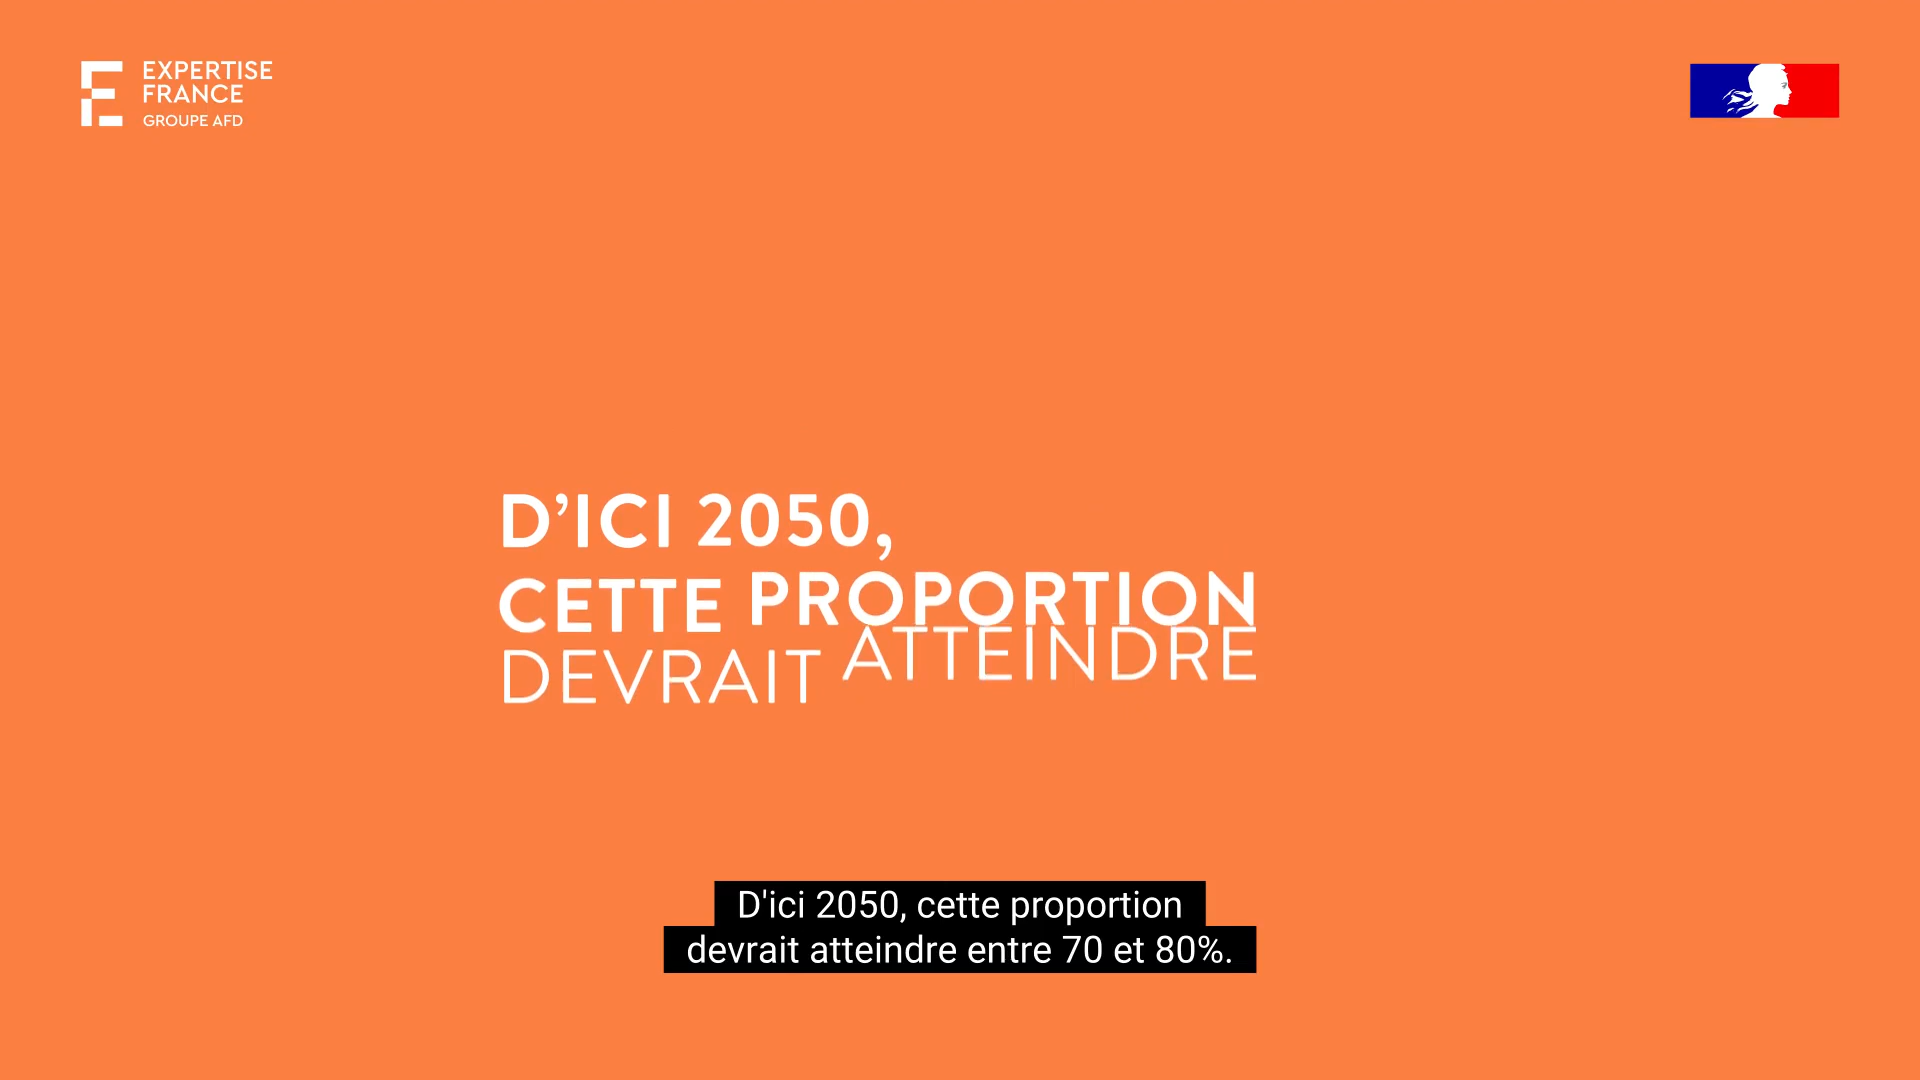 EXPERTISE
FRANCE
GROUPE AFD
D’ICI 2050,
CETTE PROPORTION
DEVRAIT ATTEINDRE
D'ici 2050, cette proportion
devrait atteindre entre 70 et 80%.